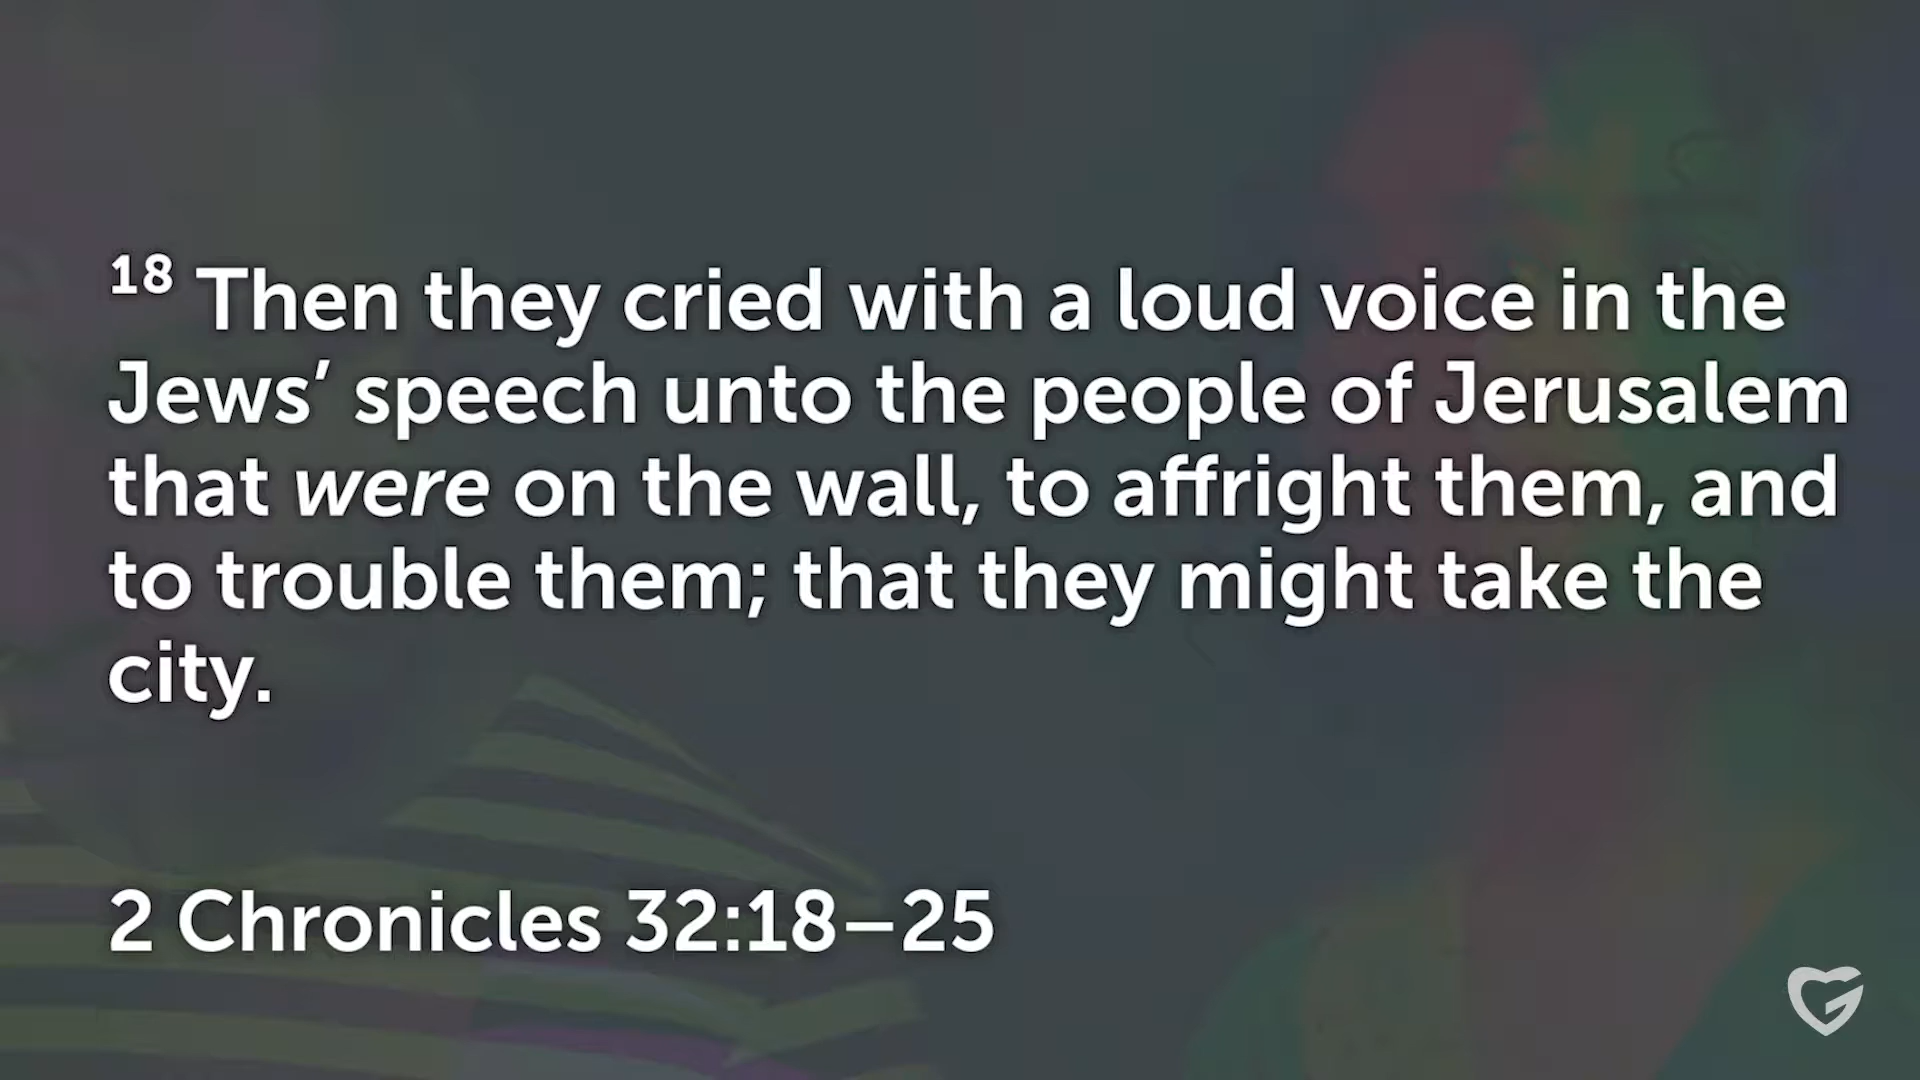 18 Then they cried with a loud voice in the
Jews’ speech unto the people of Jerusalem
that were on the wall, to affright them, and
to trouble them; that they might take the
city.
2 Chronicles 32:18–25